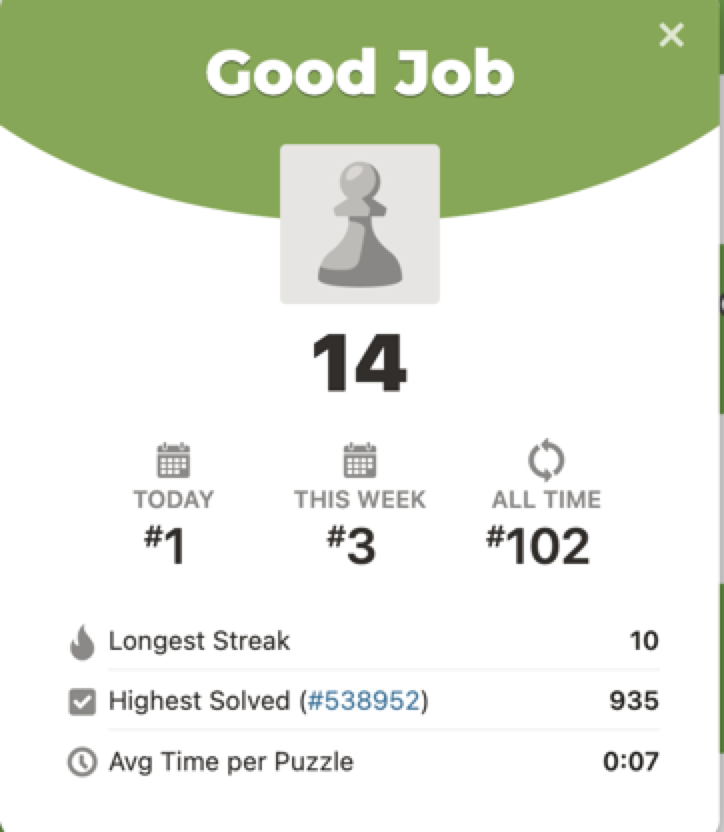 Good Job
14
TODAY THIS WEEK ALL TIME
#1 #3 #102
Longest Streak 10
Highest Solved (#538952) 935
Avg Time per Puzzle 0:07